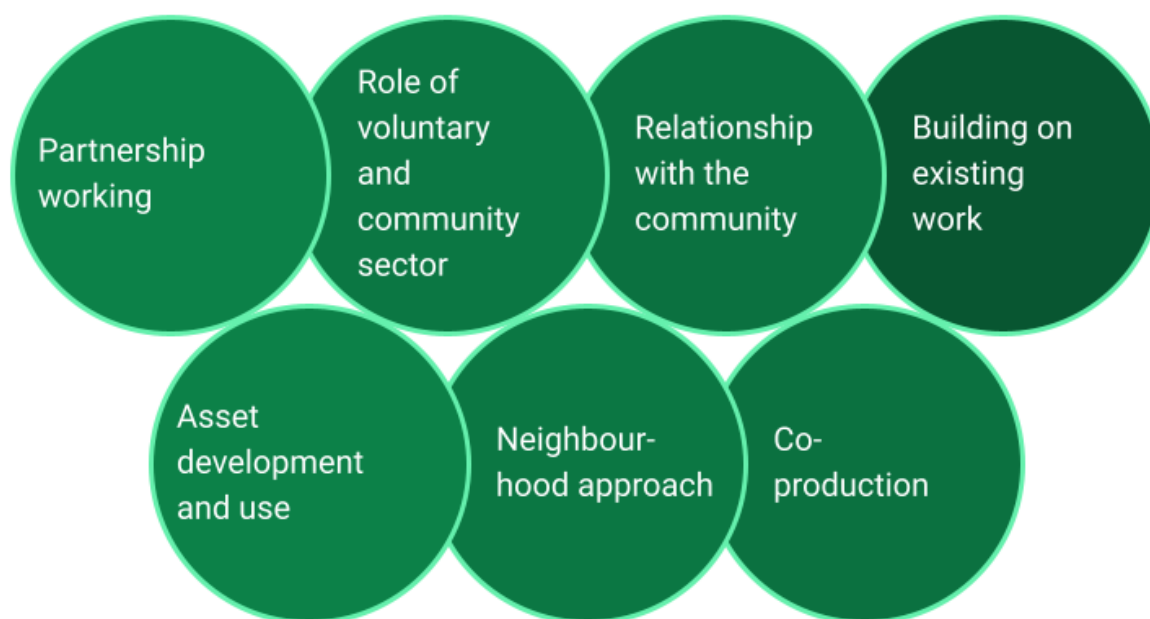 Partnership
working
Role of
voluntary
and
community
sector
Relationship
with the
community
Building on
existing
work
Asset
development
and use
Neighbour-
hood approach
Co-
production